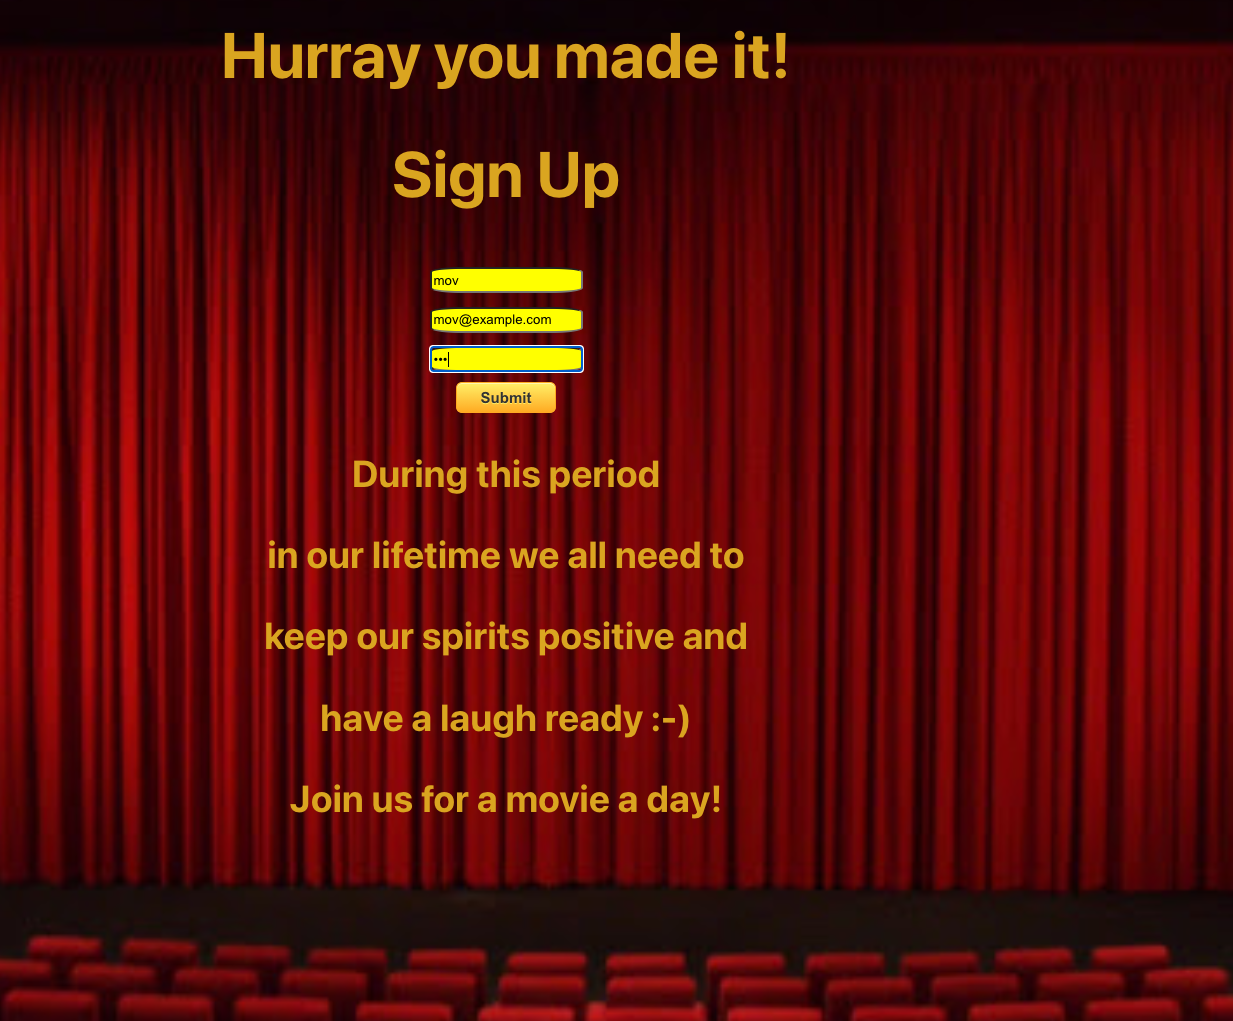 Hurray you made it!
Sign Up
mov
mov@example.com
•••
Submit
During this period
in our lifetime we all need to
keep our spirits positive and
have a laugh ready :-)
Join us for a movie a day!